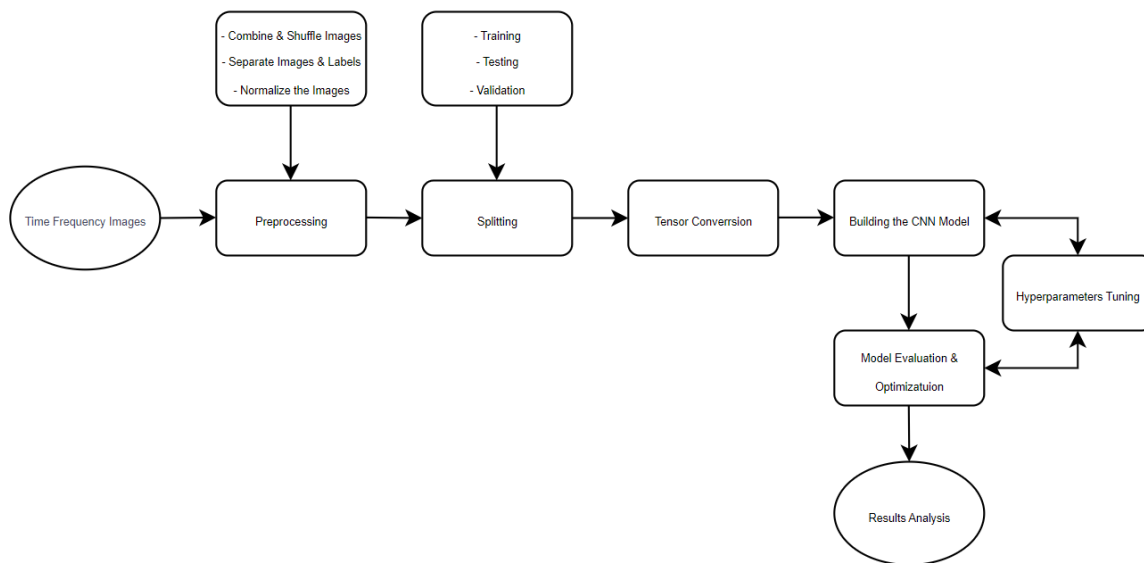 - Combine & Shuffle Images
- Separate Images & Labels
- Normalize the Images
- Training
- Testing
- Validation
Time Frequency Images
Preprocessing
Splitting
Tensor Converrsion
Building the CNN Model
Hyperparameters Tuning
Model Evaluation &
Optimizatuion
Results Analysis